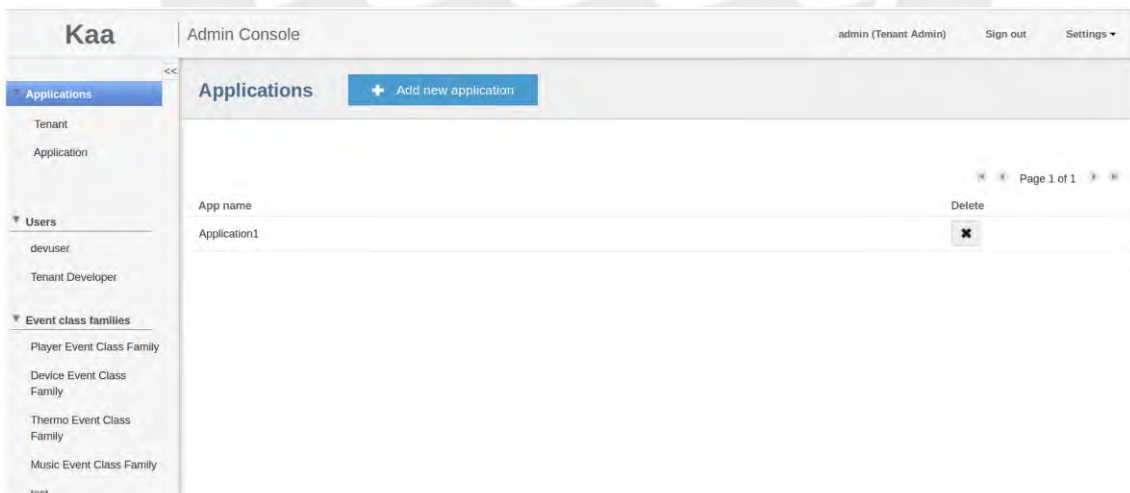 Kaa
Admin Console
admin (Tenant Admin)
Sign out
Settings
<<
Applications
Tenant
Application
Users
devuser
Tenant Developer
Event class families
Player Event Class Family
Device Event Class
Family
Thermo Event Class
Family
Music Event Class Family
test
Applications
+ Add new application
Page 1 of 1
App name
Delete
Application1